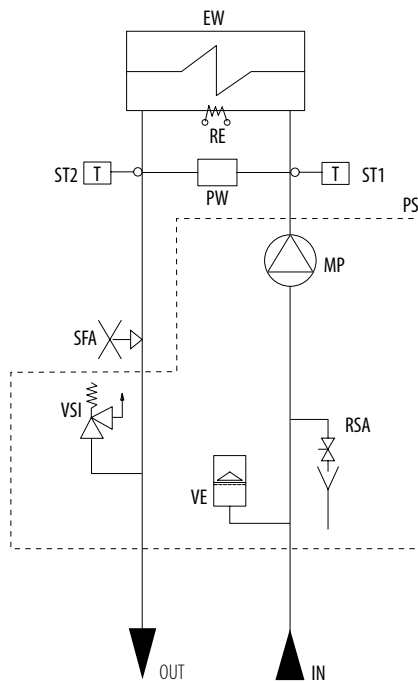 EW
RE
ST2 T PW T ST1
PS
MP
SFA
VSI
RSA
VE
OUT IN